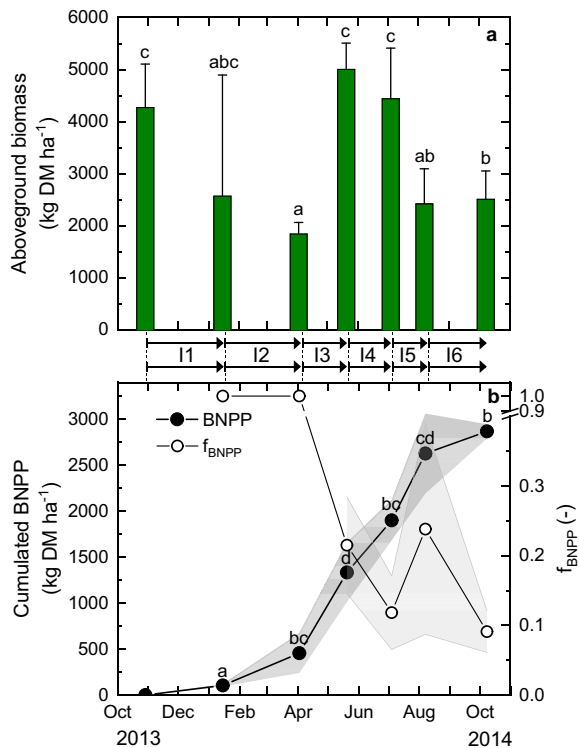 6000
5000
4000
3000
2000
1000
0
Aboveground biomass
(kg DM ha-1)
a
c
abc
a
c
c
ab
b
I1
I2
I3
I4
I5
I6
b
BNPP
fBNPP
3000
2500
2000
1500
1000
500
0
Cumulated BNPP
(kg DM ha-1)
a
bc
d
bc
cd
b
1.0
0.9
0.3
0.2
0.1
0.0
fBNPP (-)
Oct Dec Feb Apr Jun Aug Oct
2013 2014